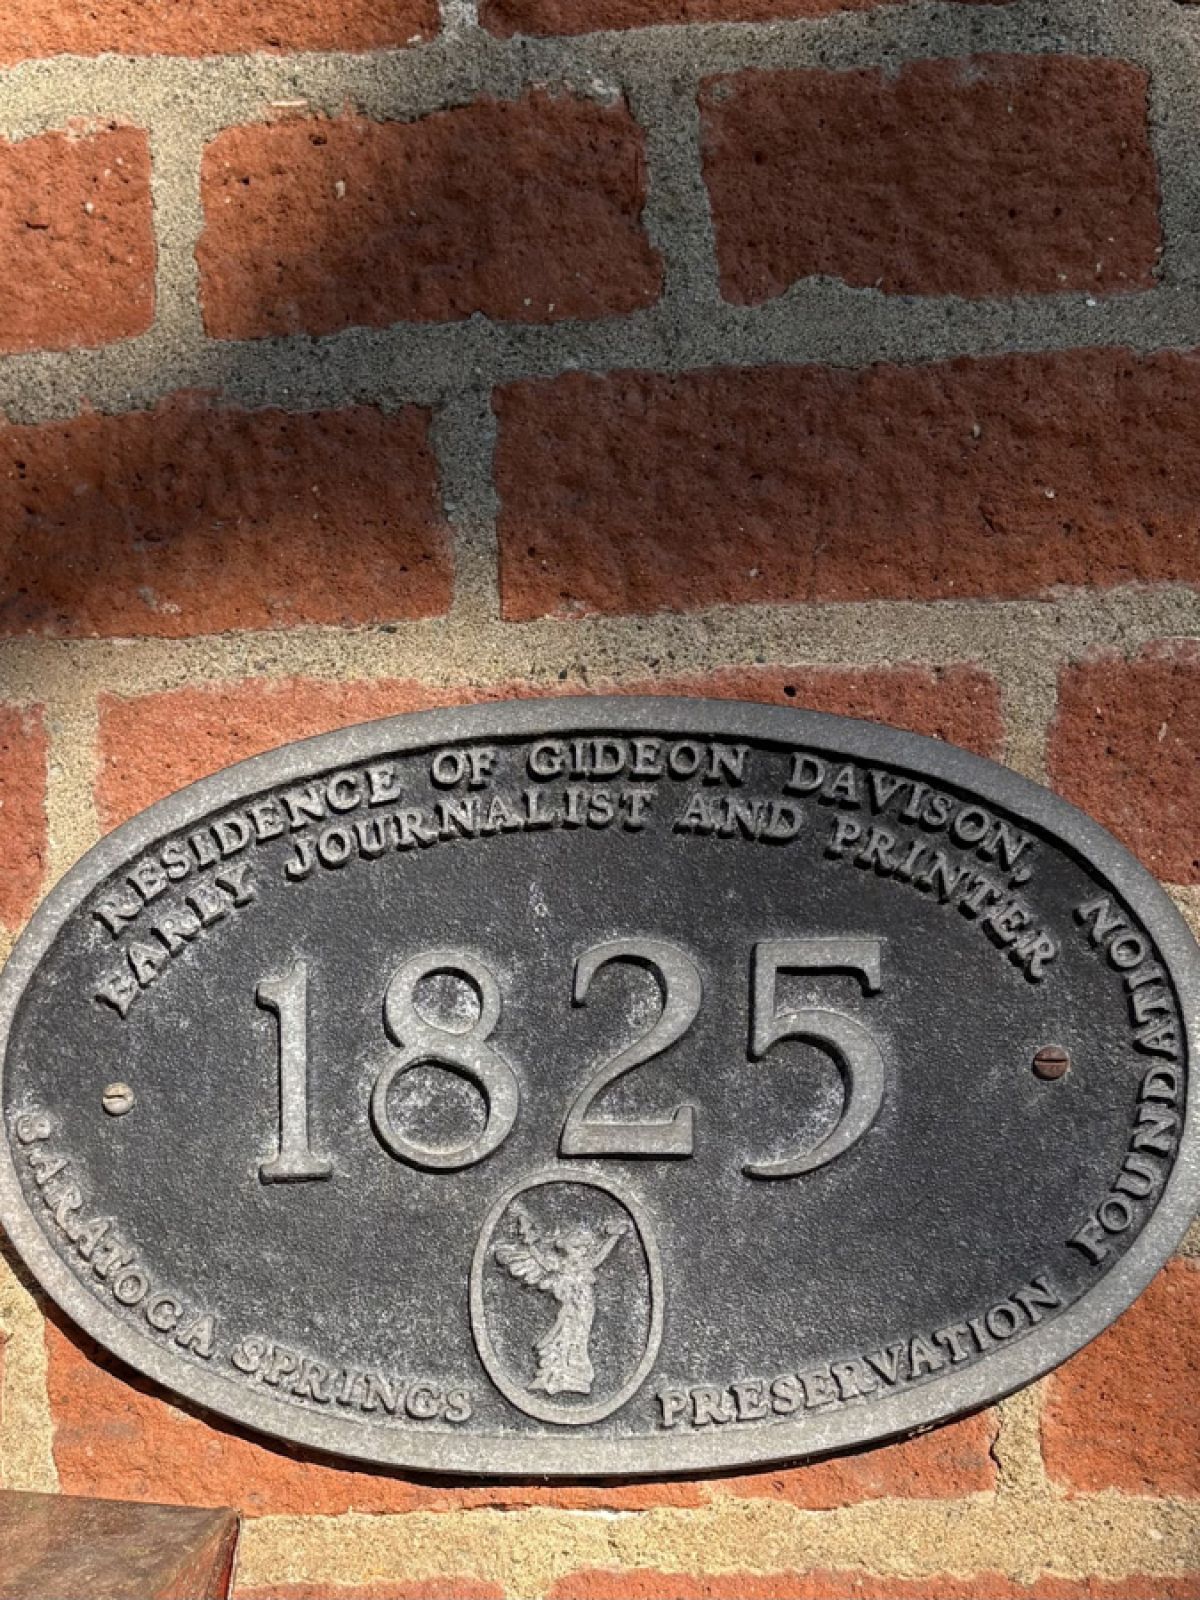 RESIDENCE OF GIDEON DAVISON,
EARLY JOURNALIST AND PRINTER
1825
SARATOGA SPRINGS PRESERVATION FOUNDATION